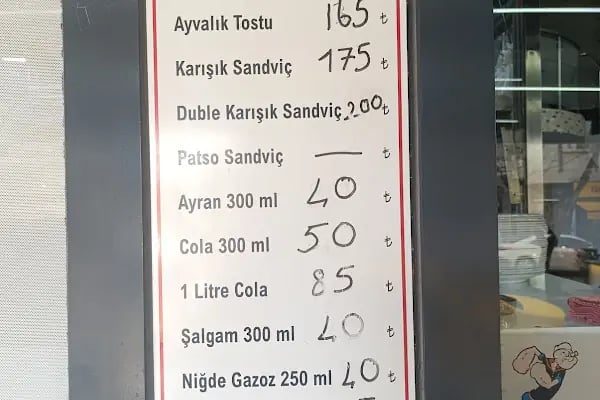 Ayvalık Tostu 165 ₺
Karışık Sandviç 175 ₺
Duble Karışık Sandviç 200 ₺
Patso Sandviç — ₺
Ayran 300 ml 40 ₺
Cola 300 ml 50 ₺
1 Litre Cola 85 ₺
Şalgam 300 ml 40 ₺
Niğde Gazoz 250 ml 40 ₺